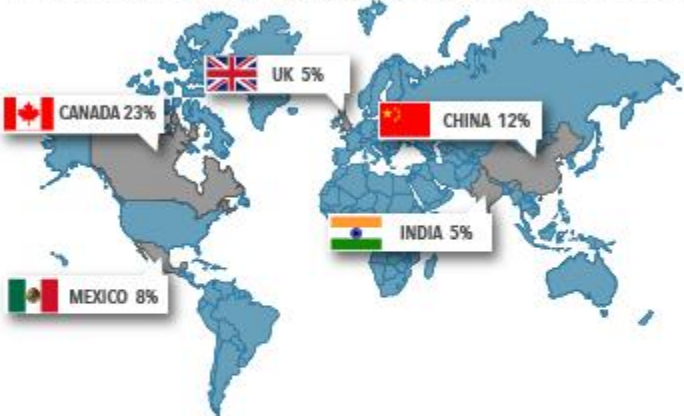 UK 5%
CANADA 23%
CHINA 12%
INDIA 5%
MEXICO 8%